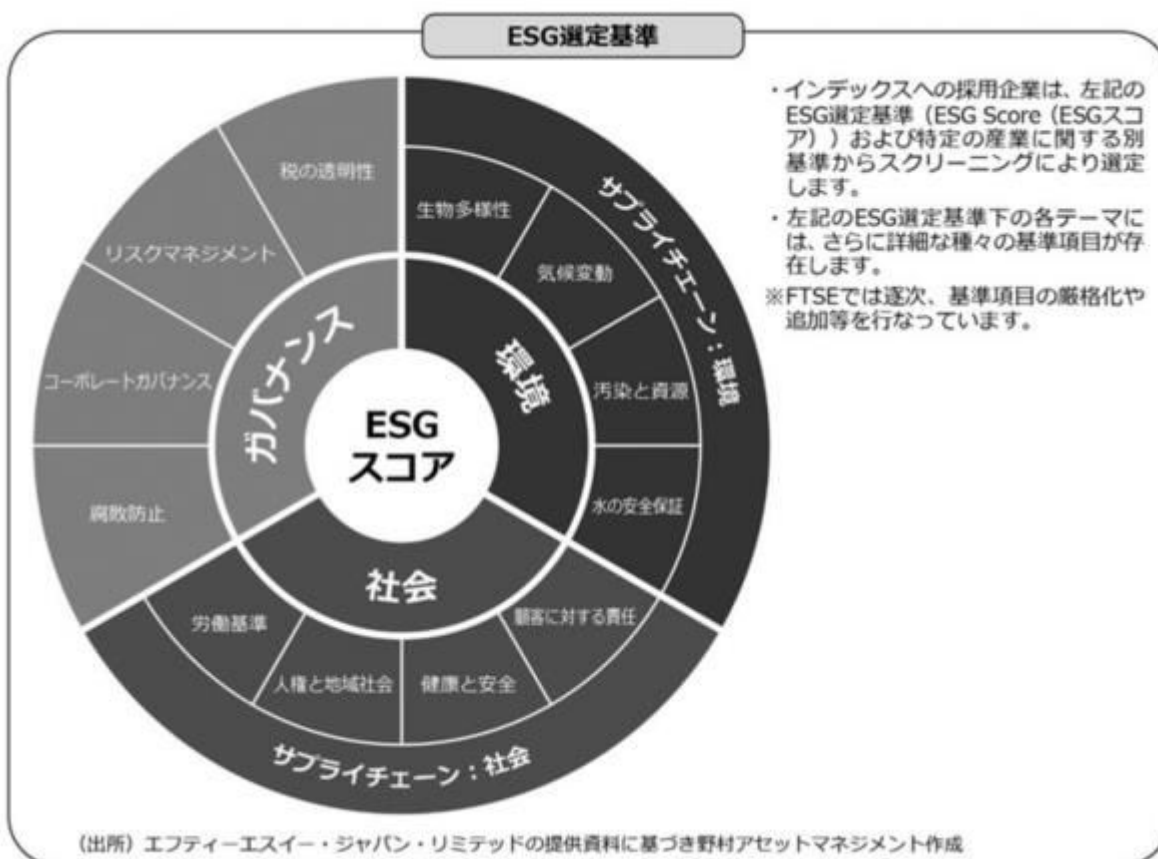 ESG選定基準
税の透明性
リスクマネジメント
コーポレートガバナンス
腐敗防止
ガバナンス
生物多様性
気候変動
汚染と資源
水の安全保証
環境
サプライチェーン：環境
ESG
スコア
社会
労働基準
人権と地域社会
健康と安全
顧客に対する責任
サプライチェーン：社会
・インデックスへの採用企業は、左記の
ESG選定基準（ESG Score（ESGスコ
ア））および特定の産業に関する別
基準からスクリーニングにより選定
します。
・左記のESG選定基準下の各テーマに
は、さらに詳細な種々の基準項目が存
在します。
※FTSEでは逐次、基準項目の厳格化や
追加等を行なっています。
（出所）エフティーエスイー・ジャパン・リミテッドの提供資料に基づき野村アセットマネジメント作成